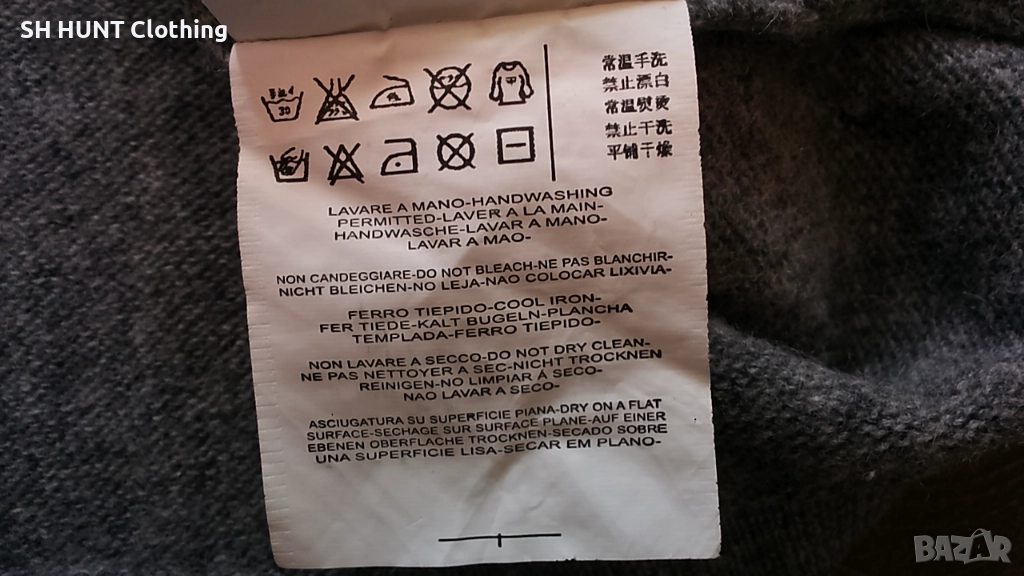 SH HUNT Clothing
30
常温手洗
禁止漂白
常温熨烫
禁止干洗
平铺干燥
LAVARE A MANO-HANDWASHING
PERMITTED-LAVER A LA MAIN-
HANDWASCHE-LAVAR A MANO-
LAVAR A MAO-
NON CANDEGGIARE-DO NOT BLEACH-NE PAS BLANCHIR-
NICHT BLEICHEN-NO LEJA-NAO COLOCAR LIXIVIA-
FERRO TIEPIDO-COOL IRON-
FER TIEDE-KALT BUGELN-PLANCHA
TEMPLADA-FERRO TIEPIDO-
NON LAVARE A SECCO-DO NOT DRY CLEAN-
NE PAS NETTOYER A SEC-NICHT TROCKNEN
REINIGEN-NO LIMPIAR A SECO-
NAO LAVAR A SECO-
ASCIUGATURA SU SUPERFICIE PIANA-DRY ON A FLAT
SURFACE-SECHAGE SUR SURFACE PLANE-AUF EINER
EBENEN OBERFLACHE TROCKNEN-SECADO SOBRE
UNA SUPERFICIE LISA-SECAR EM PLANO-
BAZAR